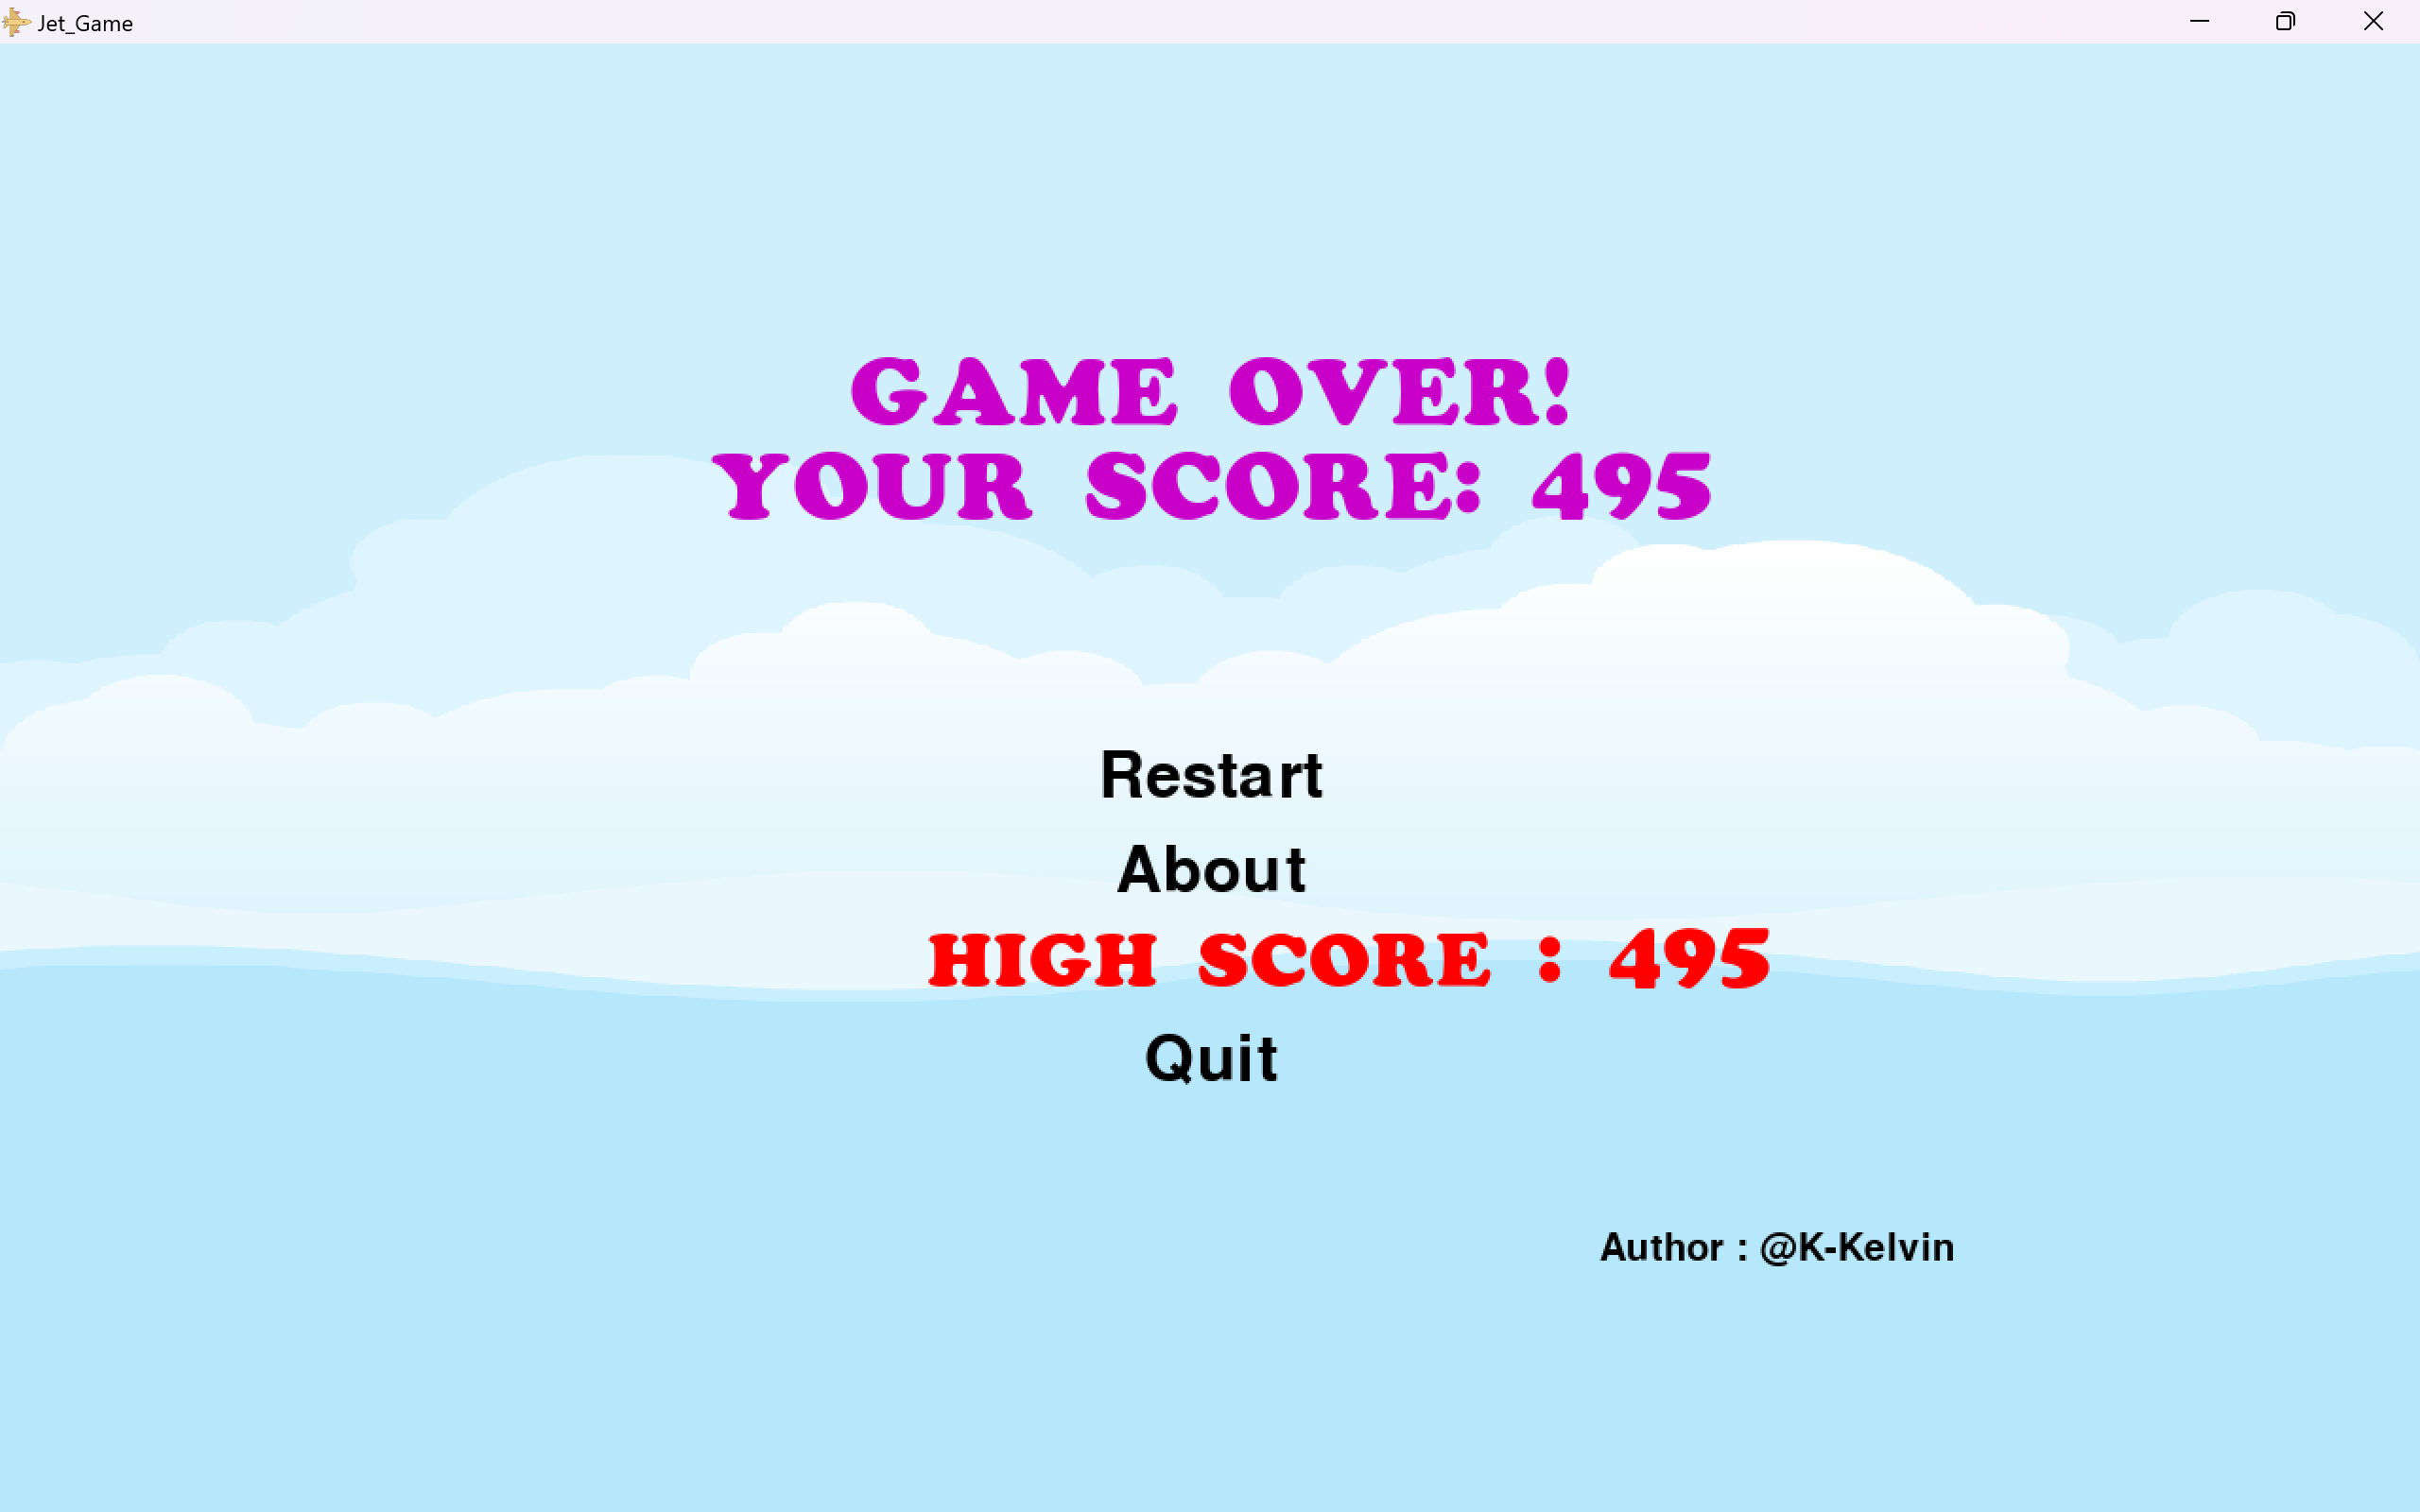 Jet_Game
GAME OVER!
YOUR SCORE: 495
Restart
About
HIGH SCORE : 495
Quit
Author : @K-Kelvin